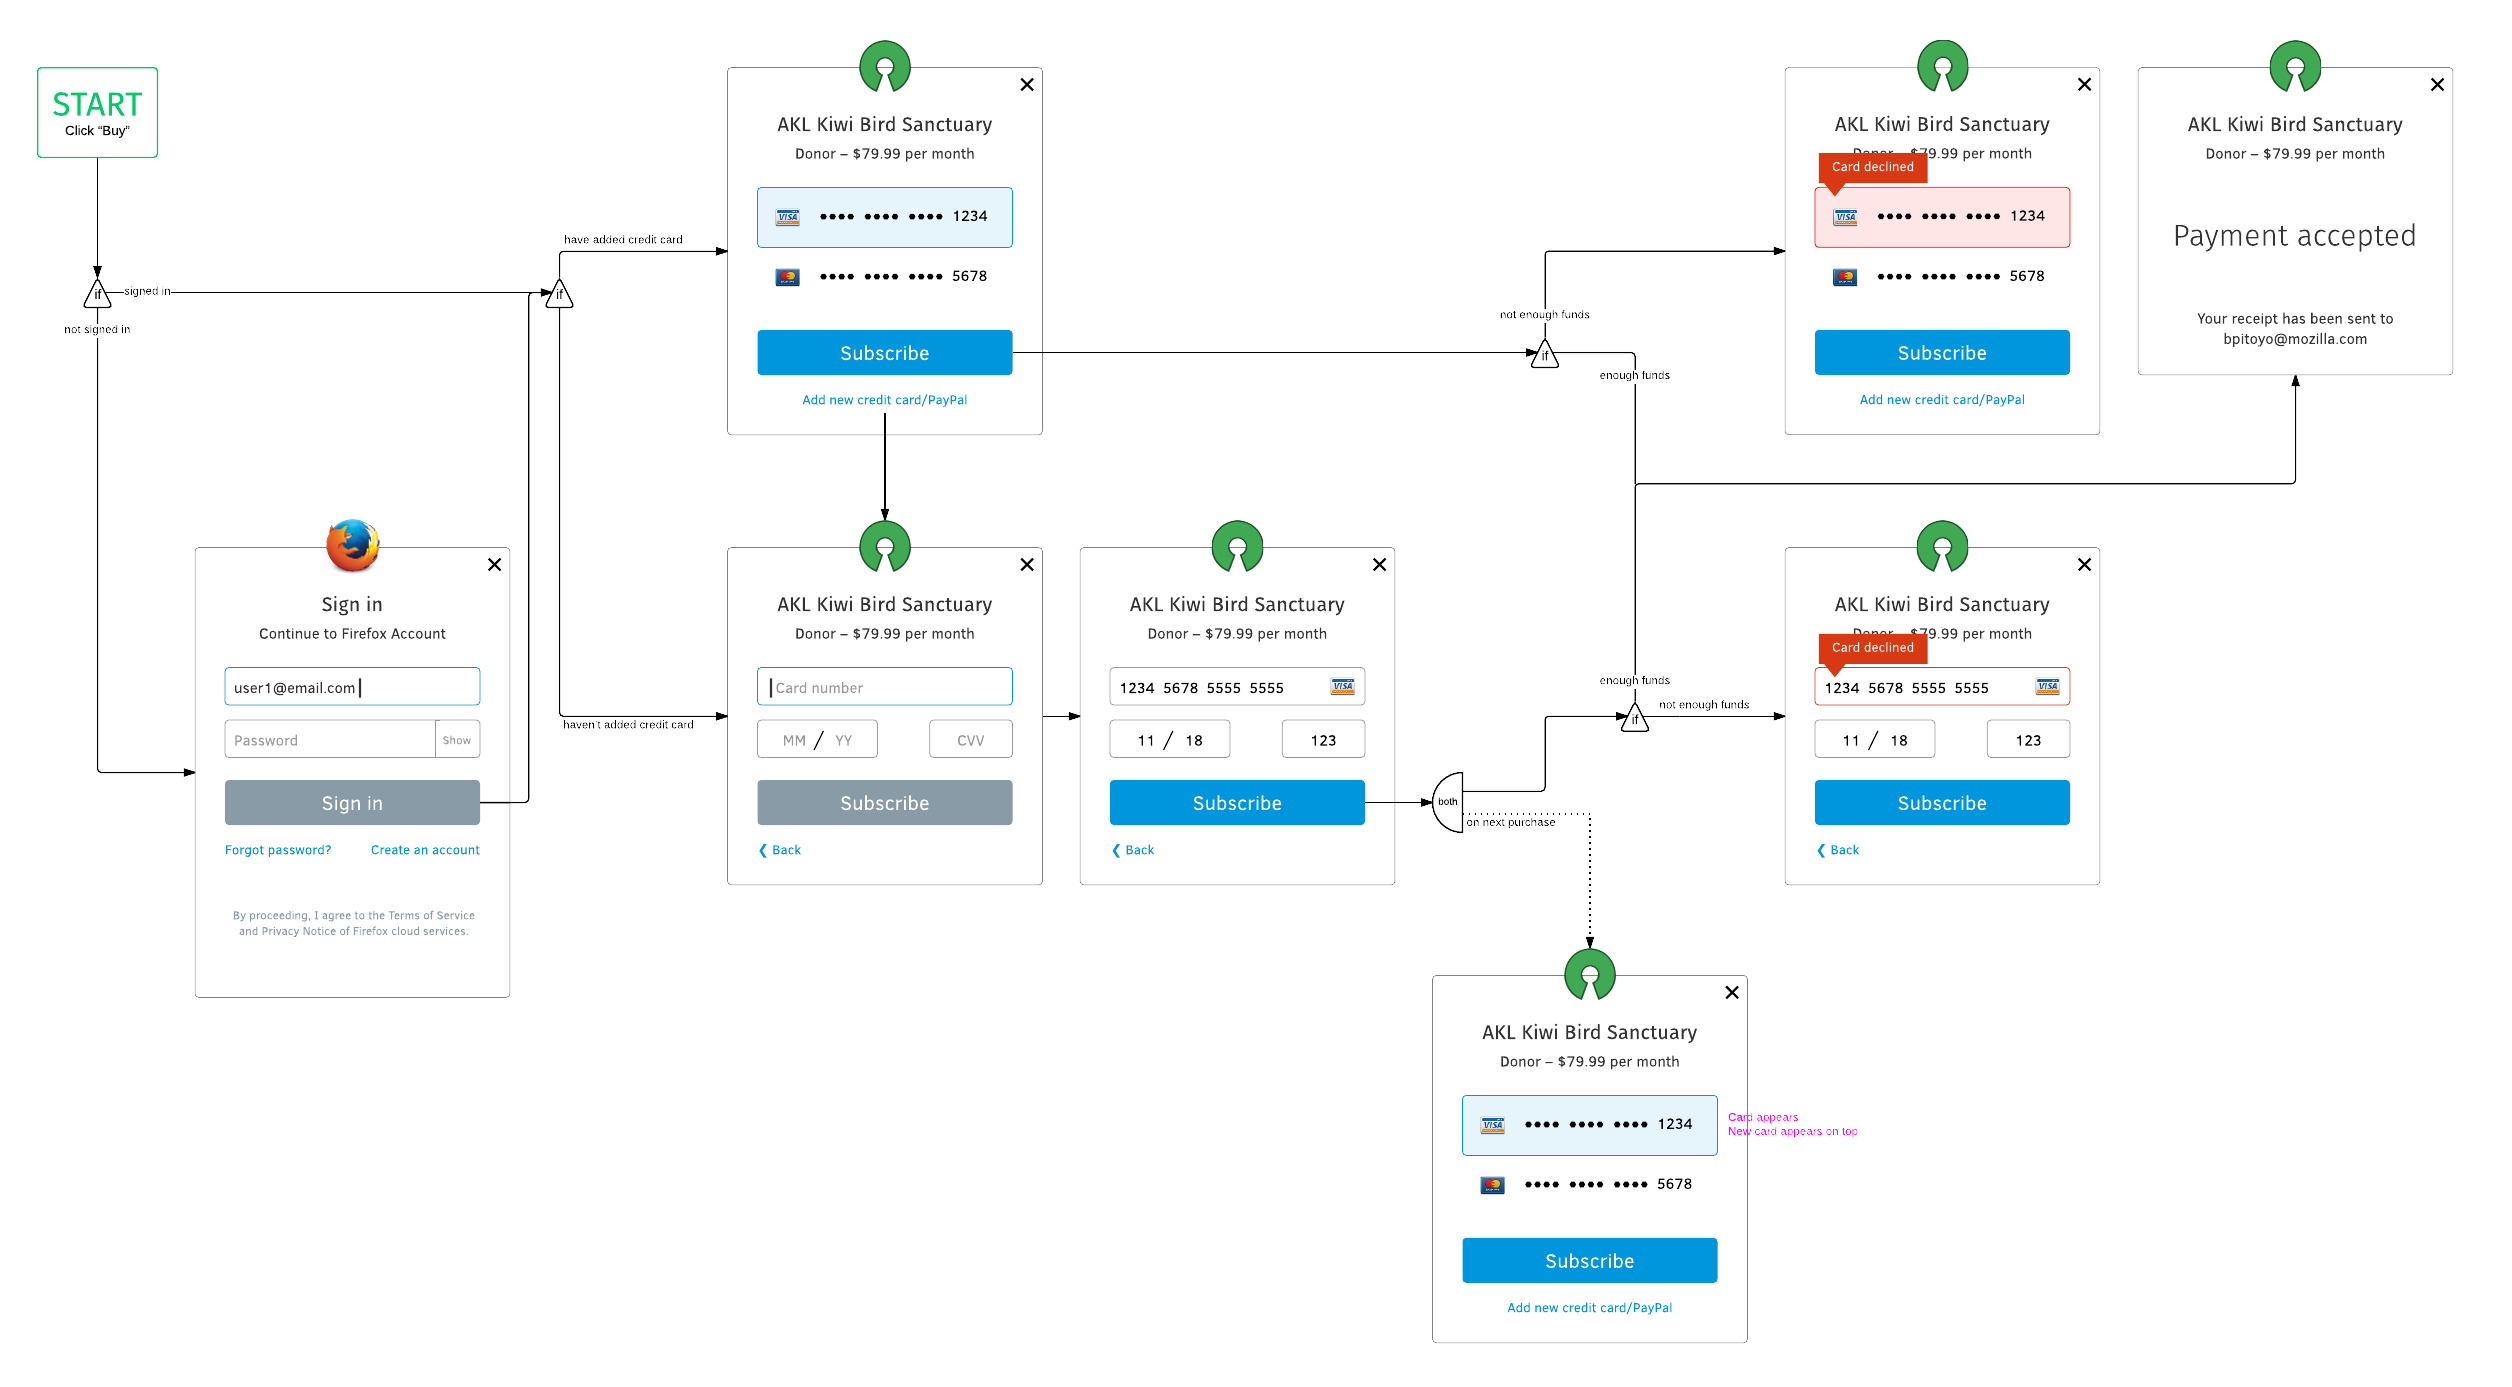 START
Click “Buy”
if
signed in
not signed in
Sign in
Continue to Firefox Account
user1@email.com
Password
Show
Sign in
Forgot password?
Create an account
By proceeding, I agree to the Terms of Service
and Privacy Notice of Firefox cloud services.
if
have added credit card
haven't added credit card
AKL Kiwi Bird Sanctuary
Donor – $79.99 per month
VISA
•••• •••• •••• 1234
•••• •••• •••• 5678
Subscribe
Add new credit card/PayPal
AKL Kiwi Bird Sanctuary
Donor – $79.99 per month
Card number
MM / YY
CVV
Subscribe
❮ Back
AKL Kiwi Bird Sanctuary
Donor – $79.99 per month
1234 5678 5555 5555
VISA
11 / 18
123
Subscribe
❮ Back
both
on next purchase
if
not enough funds
enough funds
enough funds
if
not enough funds
AKL Kiwi Bird Sanctuary
$79.99 per month
Card declined
VISA
•••• •••• •••• 1234
•••• •••• •••• 5678
Subscribe
Add new credit card/PayPal
AKL Kiwi Bird Sanctuary
Donor – $79.99 per month
Payment accepted
Your receipt has been sent to
bpitoyo@mozilla.com
AKL Kiwi Bird Sanctuary
$79.99 per month
Card declined
1234 5678 5555 5555
VISA
11 / 18
123
Subscribe
❮ Back
AKL Kiwi Bird Sanctuary
Donor – $79.99 per month
VISA
•••• •••• •••• 1234
•••• •••• •••• 5678
Subscribe
Add new credit card/PayPal
Card appears
New card appears on top